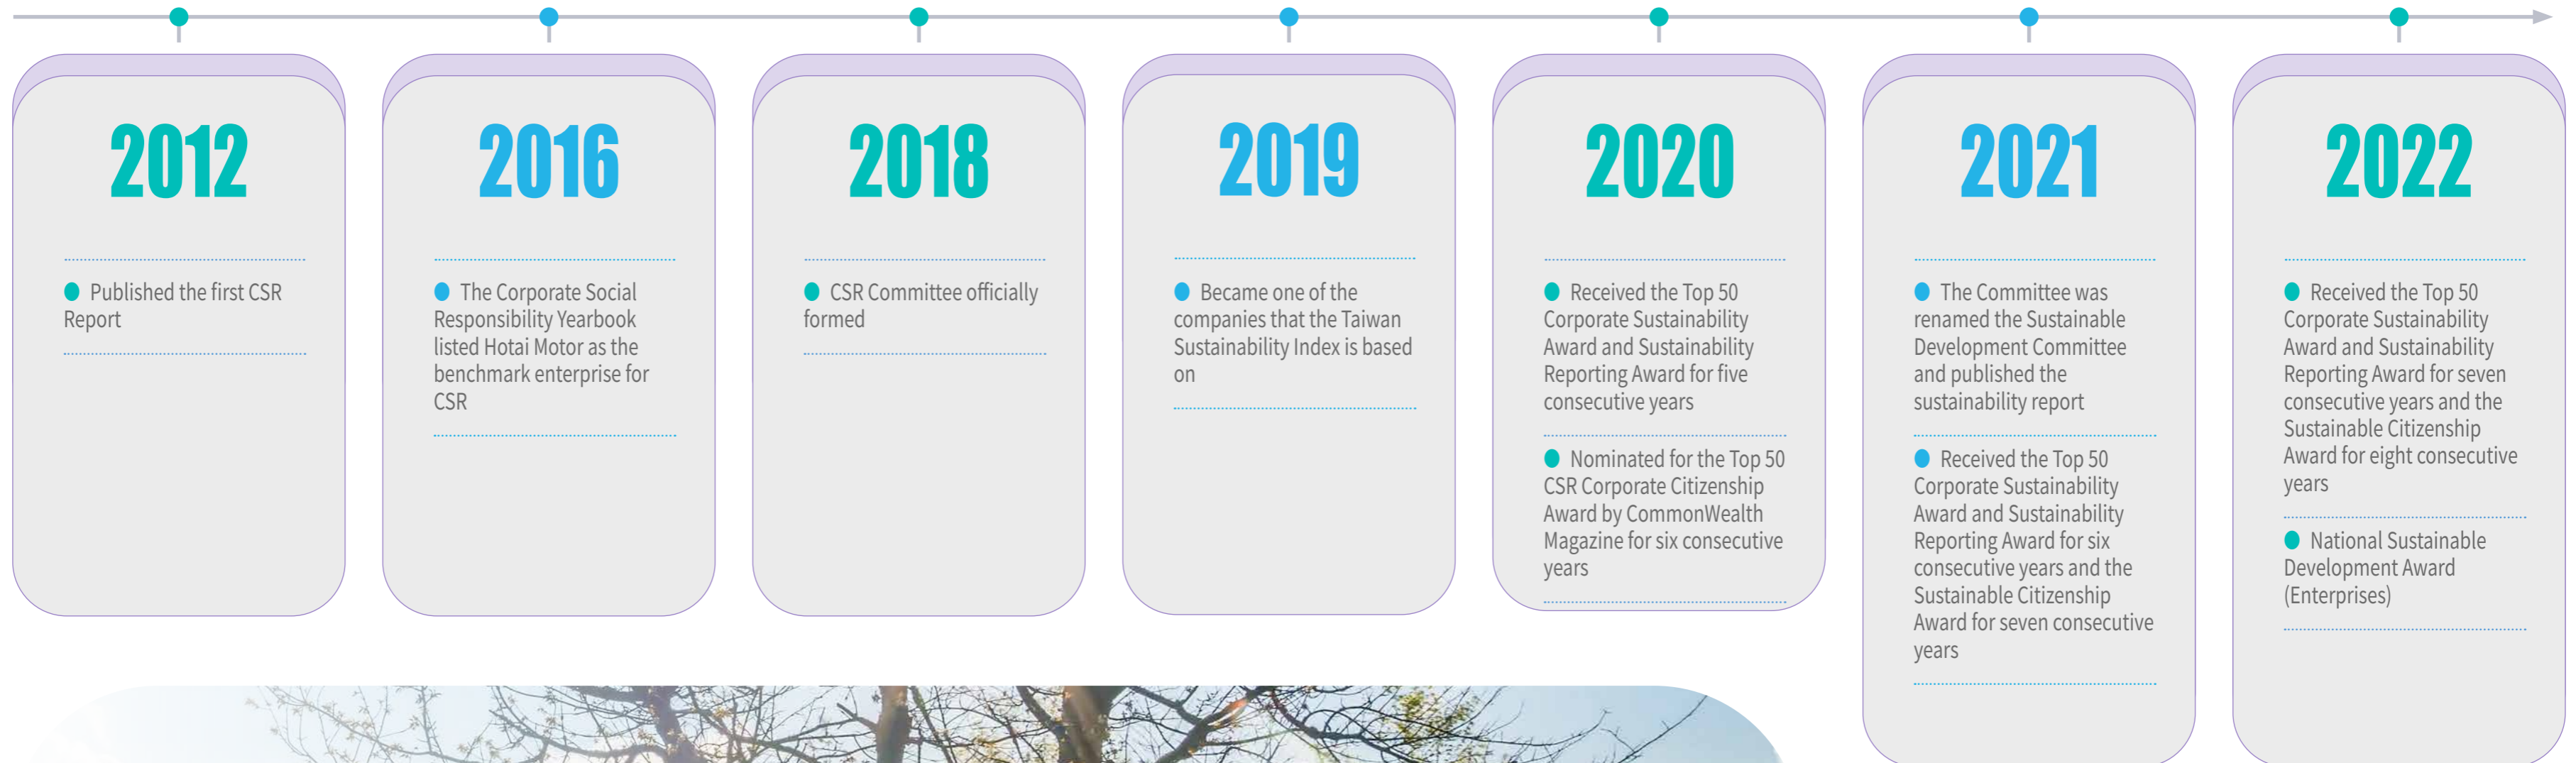 2012
Published the first CSR
Report
2016
The Corporate Social
Responsibility Yearbook
listed Hotai Motor as the
benchmark enterprise for
CSR
2018
CSR Committee officially
formed
2019
Became one of the
companies that the Taiwan
Sustainability Index is based
on
2020
Received the Top 50
Corporate Sustainability
Award and Sustainability
Reporting Award for five
consecutive years
Nominated for the Top 50
CSR Corporate Citizenship
Award by CommonWealth
Magazine for six consecutive
years
2021
The Committee was
renamed the Sustainable
Development Committee
and published the
sustainability report
Received the Top 50
Corporate Sustainability
Award and Sustainability
Reporting Award for six
consecutive years and the
Sustainable Citizenship
Award for seven consecutive
years
2022
Received the Top 50
Corporate Sustainability
Award and Sustainability
Reporting Award for seven
consecutive years and the
Sustainable Citizenship
Award for eight consecutive
years
National Sustainable
Development Award
(Enterprises)